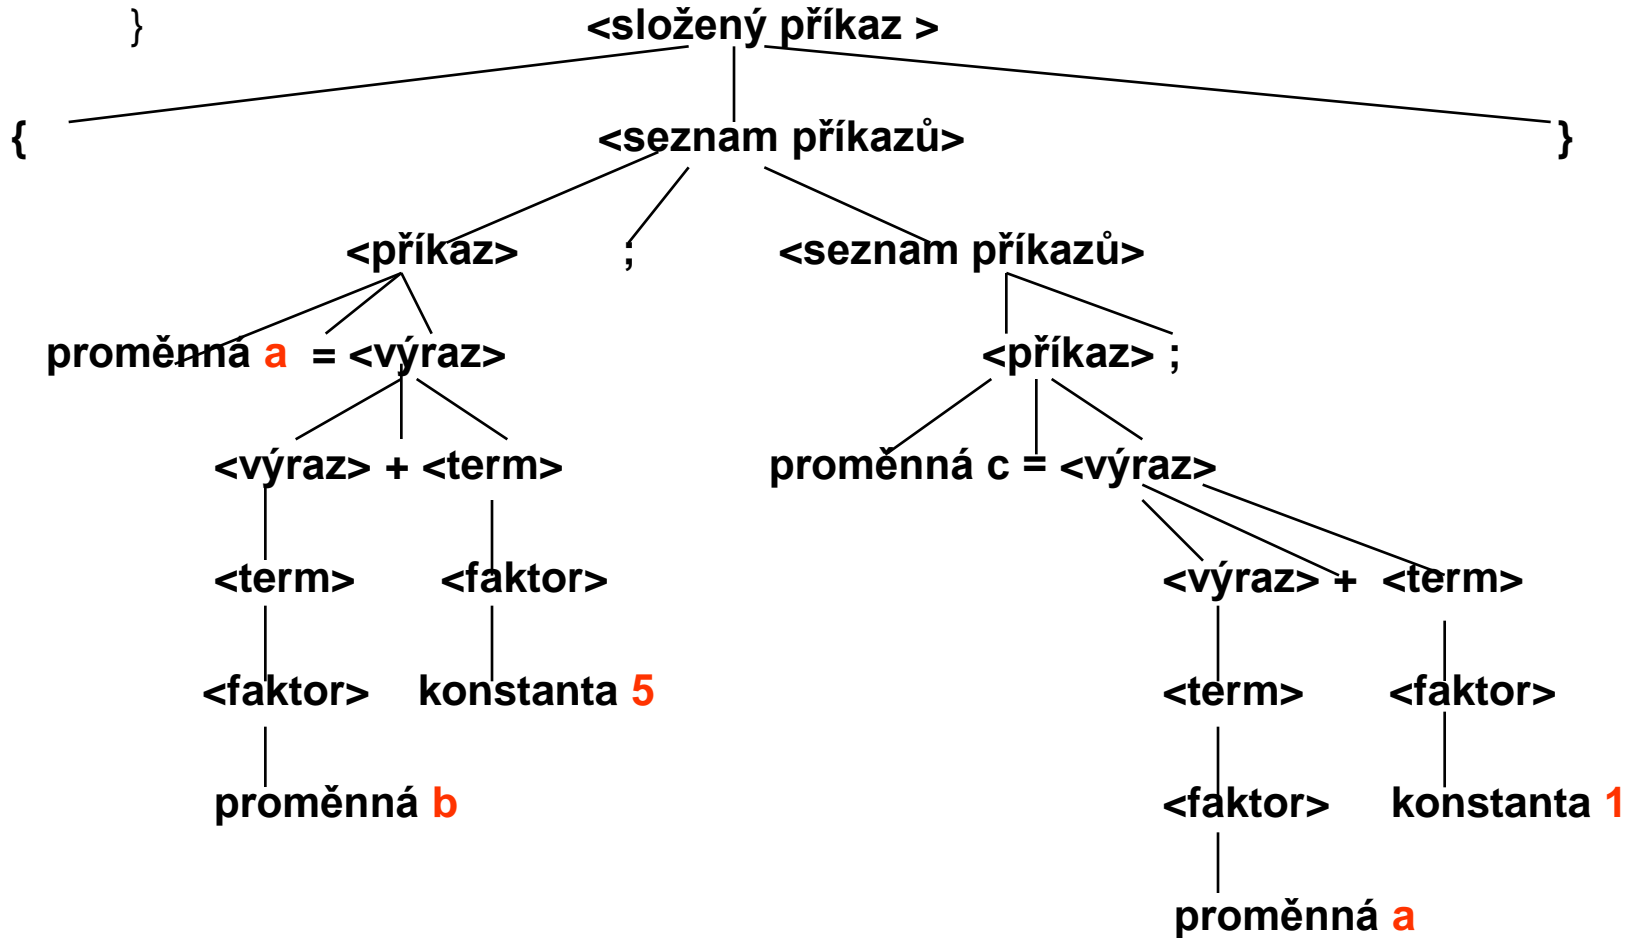 } <složený příkaz >
{ <seznam příkazů> }
<příkaz> ; <seznam příkazů>
proměnná a = <výraz> <příkaz> ;
<výraz> + <term> proměnná c = <výraz>
<term> <faktor> <výraz> + <term>
<faktor> konstanta 5 <term> <faktor>
proměnná b <faktor> konstanta 1
proměnná a